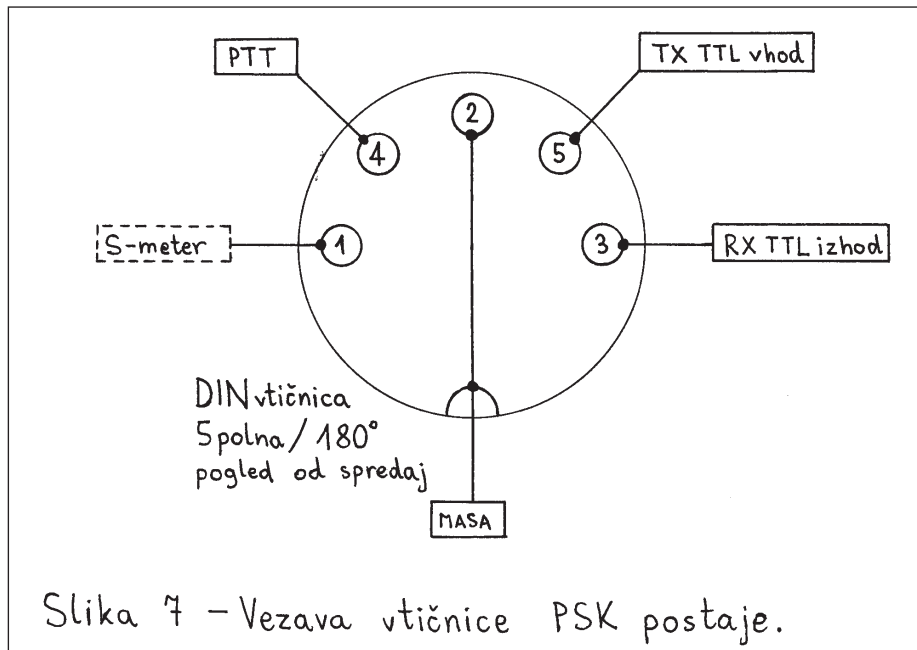 PTT
TX TTL vhod
2
4
5
S-meter
1
3
RX TTL izhod
DIN vtičnica
5polna/180°
pogled od spredaj
MASA
Slika 7 - Vezava vtičnice PSK postaje.